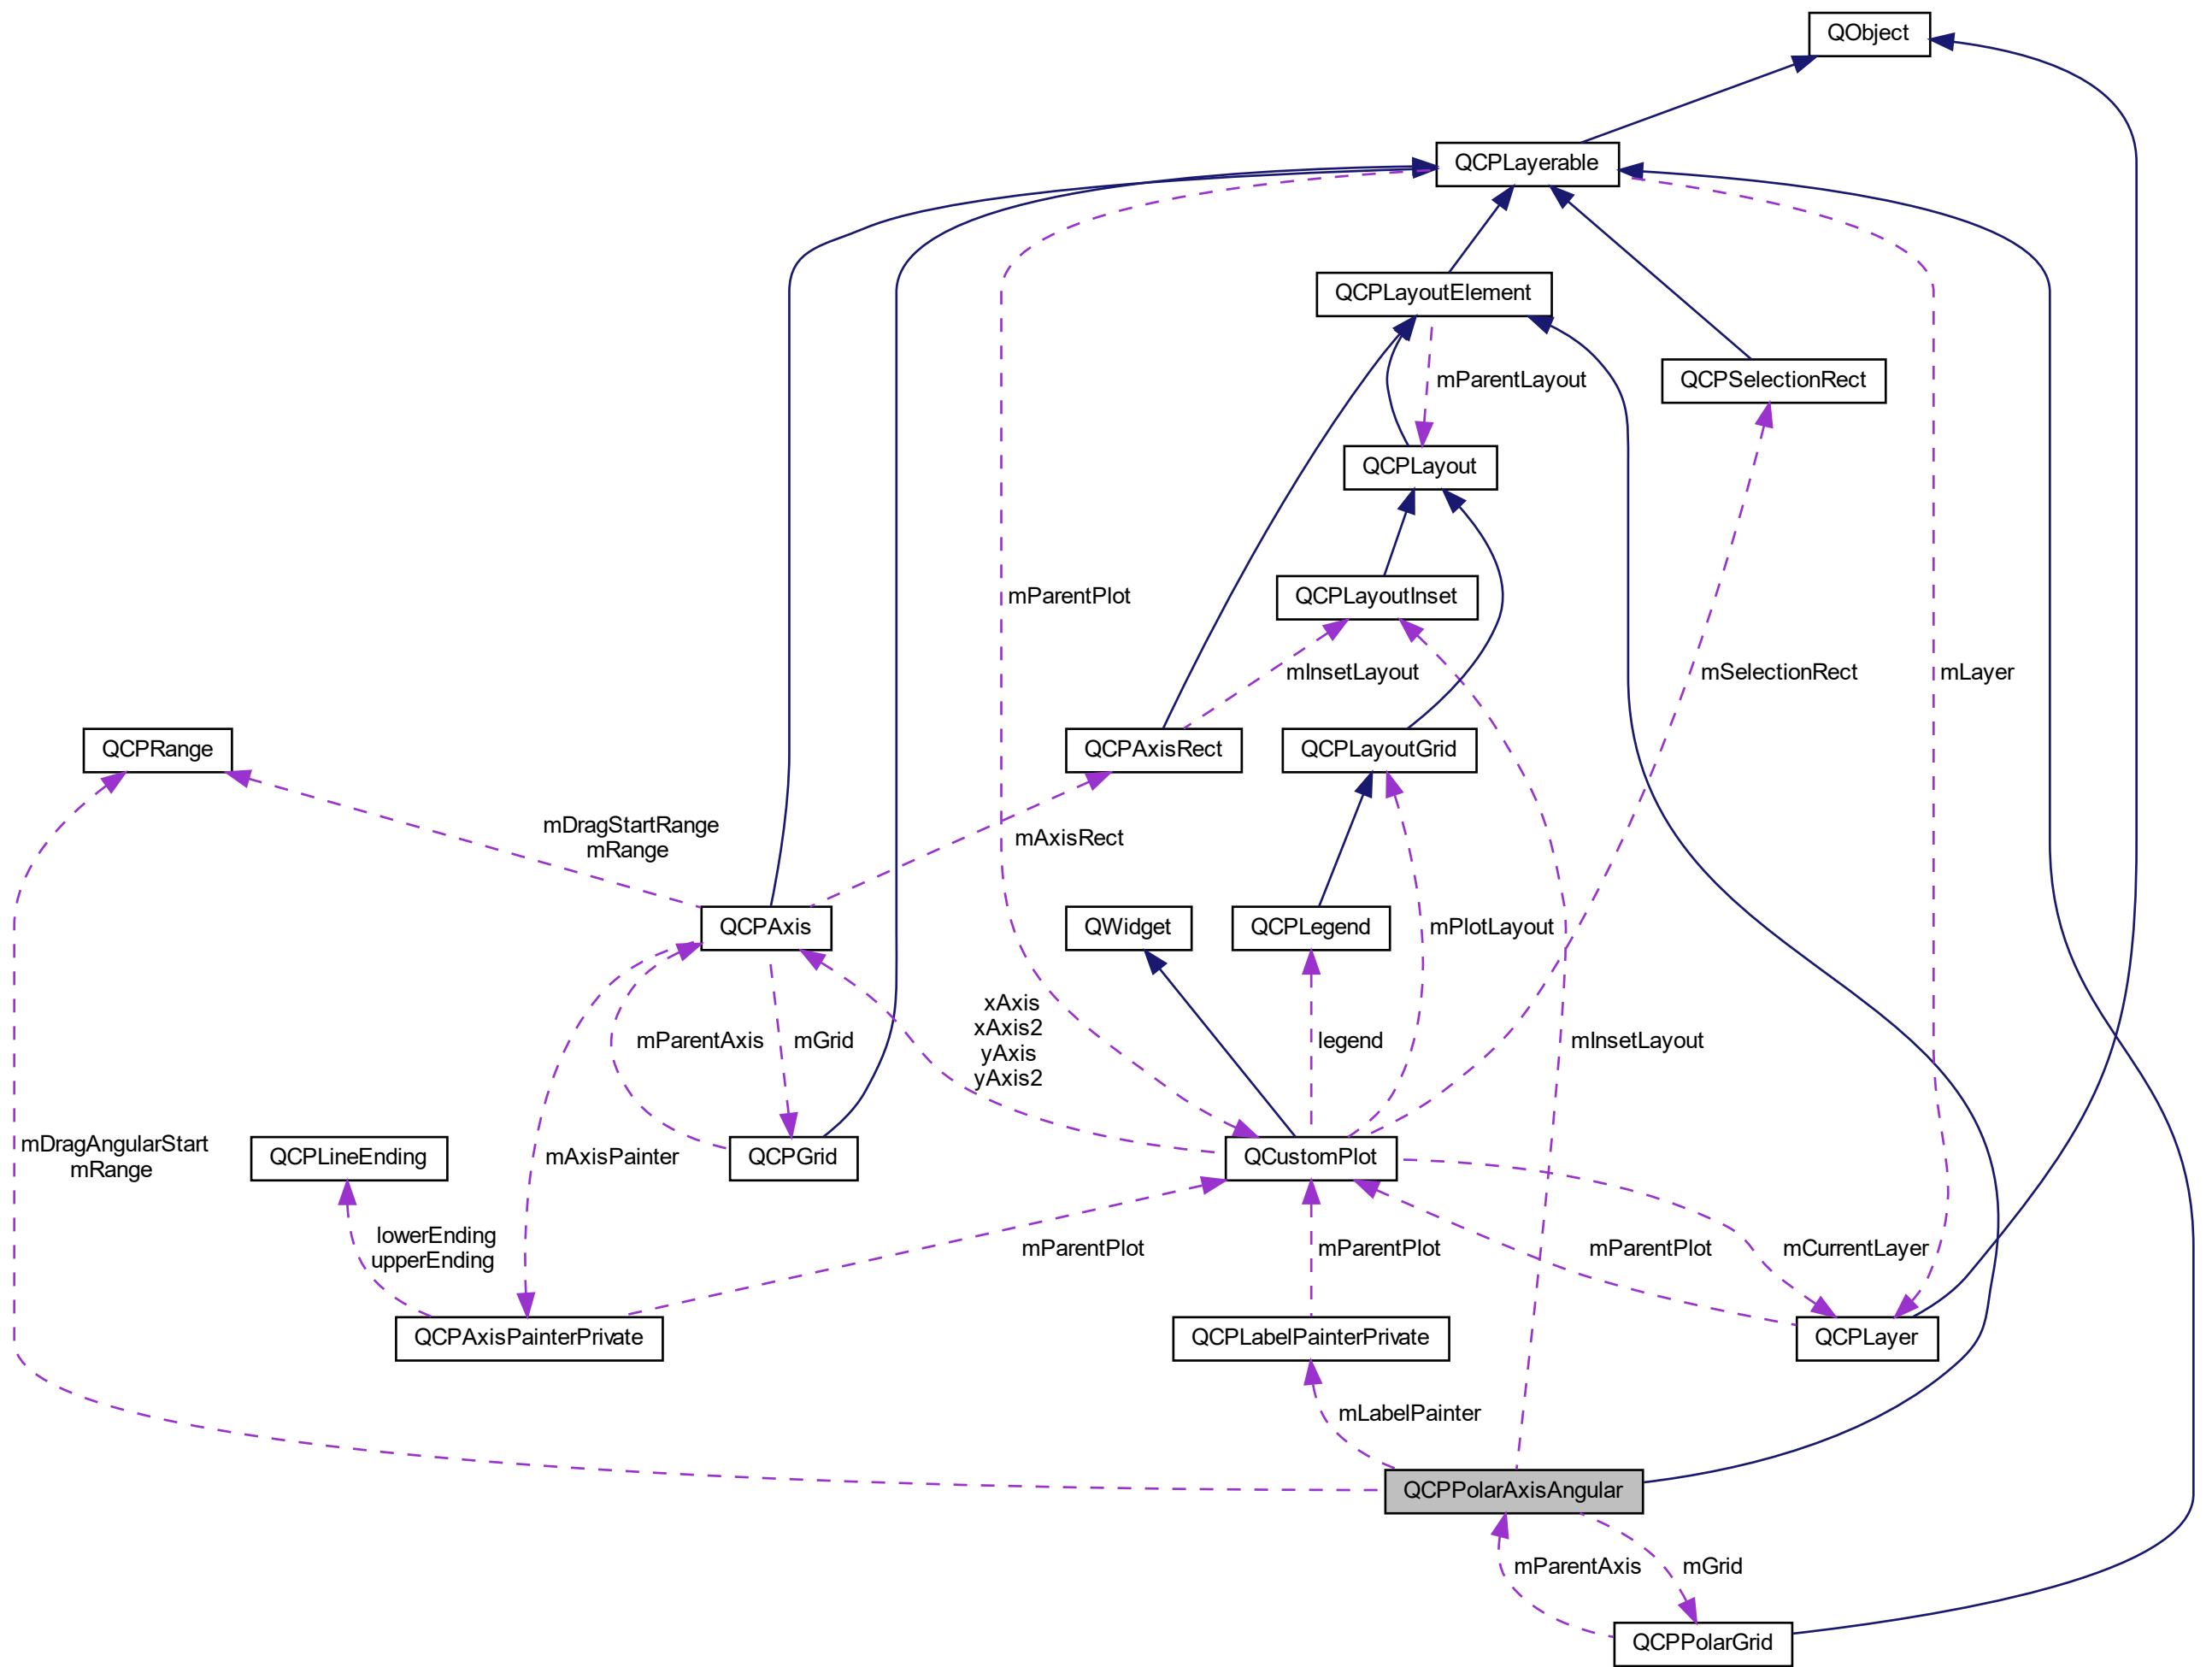 QObject
QCPLayerable
QCPLayoutElement
mParentLayout
QCPSelectionRect
QCPLayout
mParentPlot
QCPLayoutInset
mInsetLayout
mSelectionRect
mLayer
QCPRange
QCPAxisRect
QCPLayoutGrid
mDragStartRange
mRange
mAxisRect
QCPAxis
QWidget
QCPLegend
mPlotLayout
xAxis
xAxis2
yAxis
yAxis2
mParentAxis
mGrid
legend
mInsetLayout
mDragAngularStart
mRange
QCPLineEnding
mAxisPainter
QCPGrid
QCustomPlot
lowerEnding
upperEnding
mParentPlot
mParentPlot
mParentPlot
mCurrentLayer
QCPAxisPainterPrivate
QCPLabelPainterPrivate
QCPLayer
mLabelPainter
QCPPolarAxisAngular
mParentAxis
mGrid
QCPPolarGrid